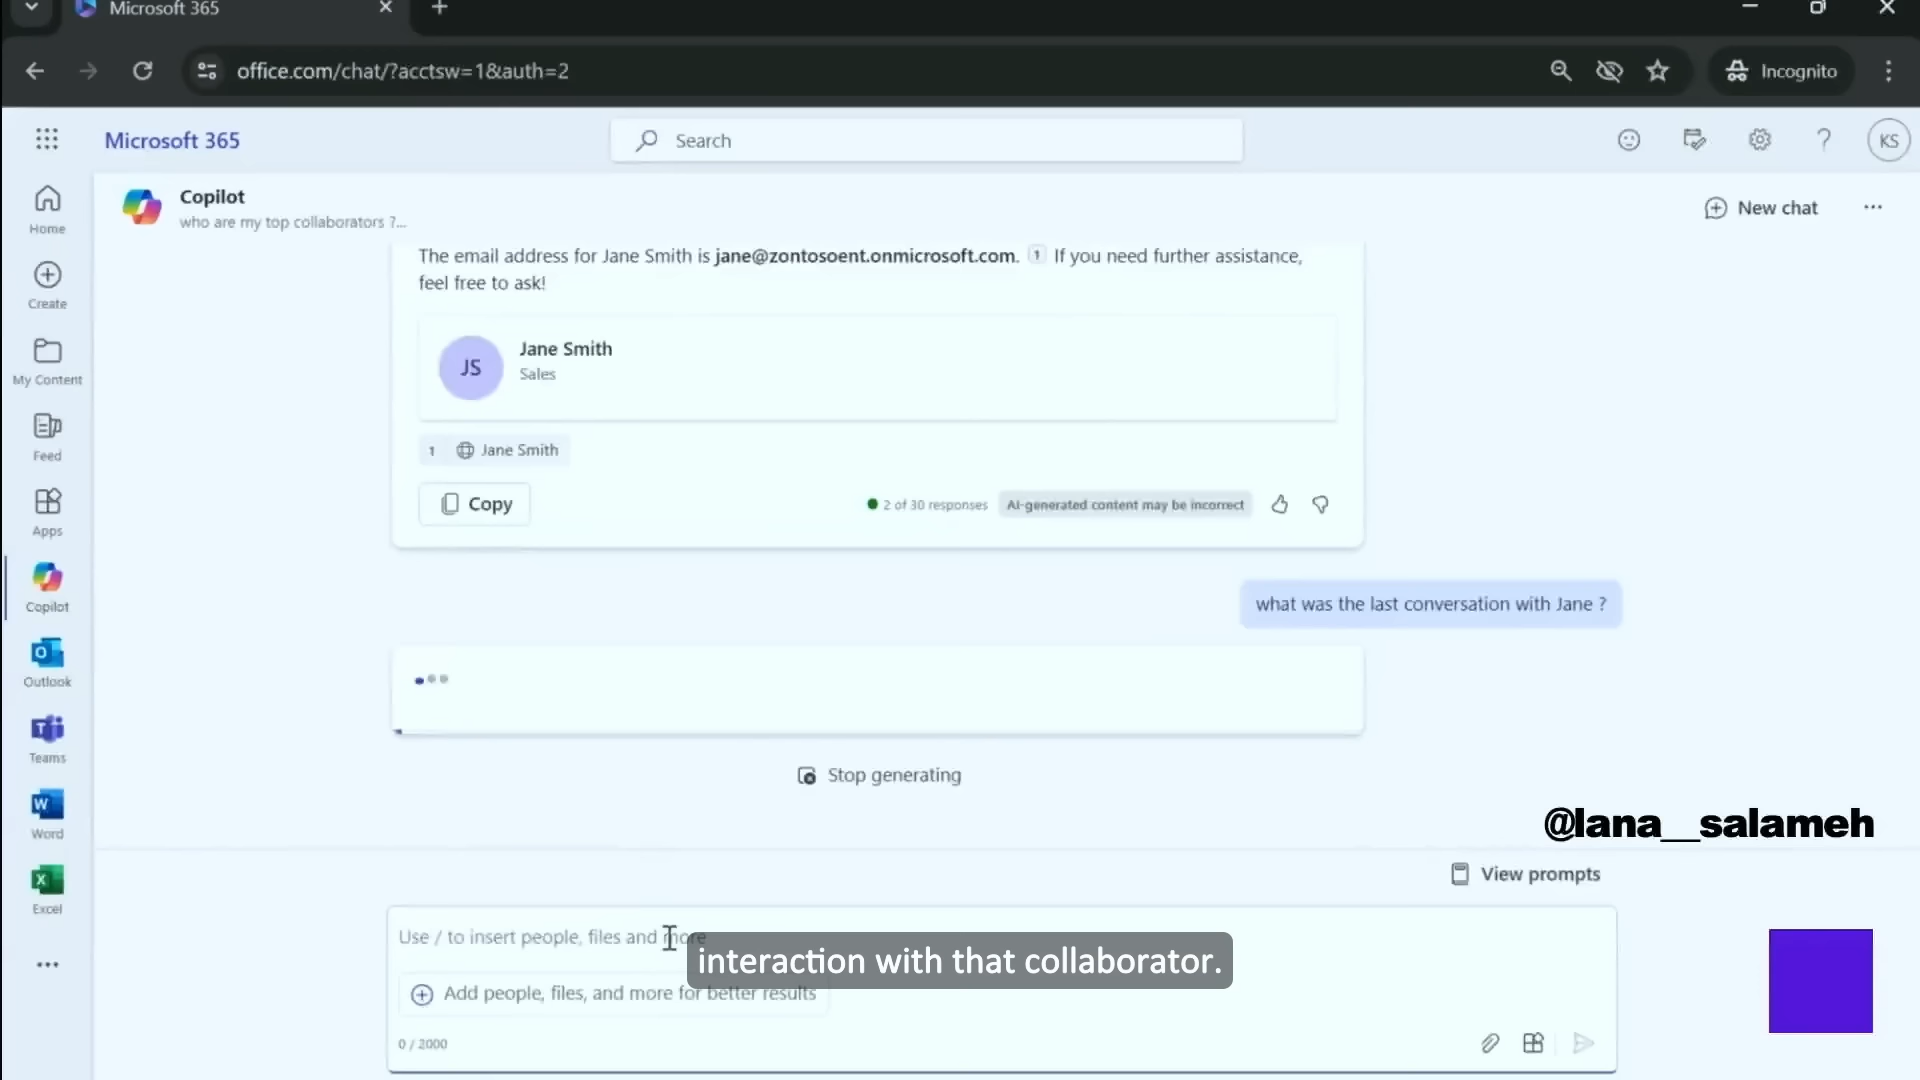 Microsoft 365
office.com/chat/?acctsw=1&auth=2
Incognito
Microsoft 365
Search
KS
Home
Create
My Content
Feed
Apps
Copilot
Outlook
Teams
Word
Excel
Copilot
who are my top collaborators ?...
New chat
The email address for Jane Smith is jane@zontosoent.onmicrosoft.com. 1 If you need further assistance,
feel free to ask!
JS
Jane Smith
Sales
1 Jane Smith
Copy
2 of 30 responses
AI-generated content may be incorrect
what was the last conversation with Jane ?
Stop generating
@lana__salameh
View prompts
Use / to insert people, files and more
interaction with that collaborator.
Add people, files, and more for better results
0 / 2000